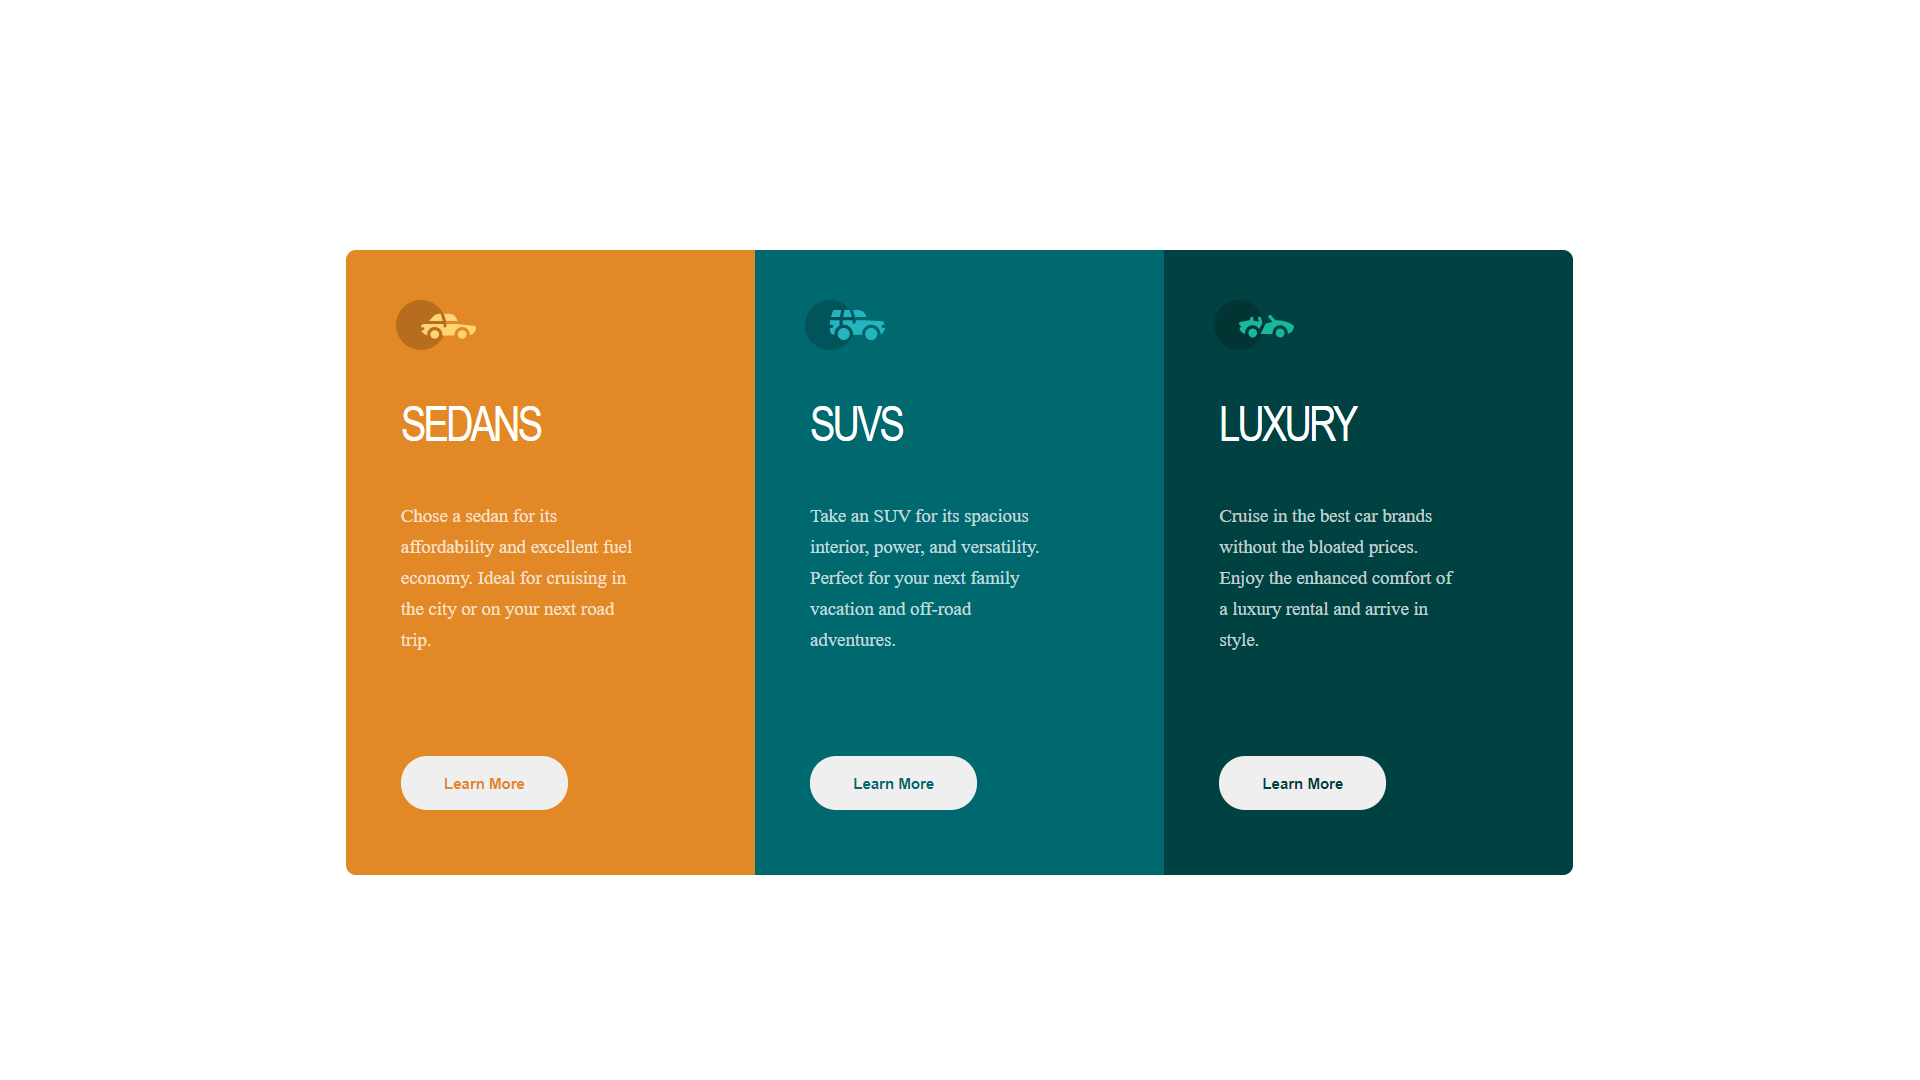 SEDANS
Chose a sedan for its
affordability and excellent fuel
economy. Ideal for cruising in
the city or on your next road
trip.
Learn More
SUVS
Take an SUV for its spacious
interior, power, and versatility.
Perfect for your next family
vacation and off-road
adventures.
Learn More
LUXURY
Cruise in the best car brands
without the bloated prices.
Enjoy the enhanced comfort of
a luxury rental and arrive in
style.
Learn More